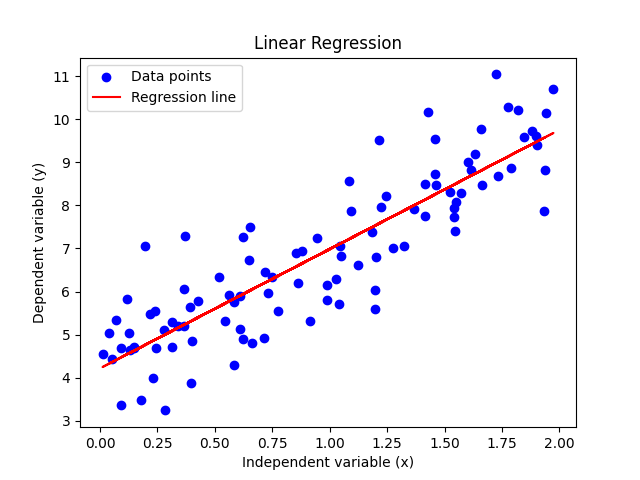 Linear Regression
Data points
Regression line
11
10
9
8
7
6
5
4
3
Dependent variable (y)
0.00 0.25 0.50 0.75 1.00 1.25 1.50 1.75 2.00
Independent variable (x)